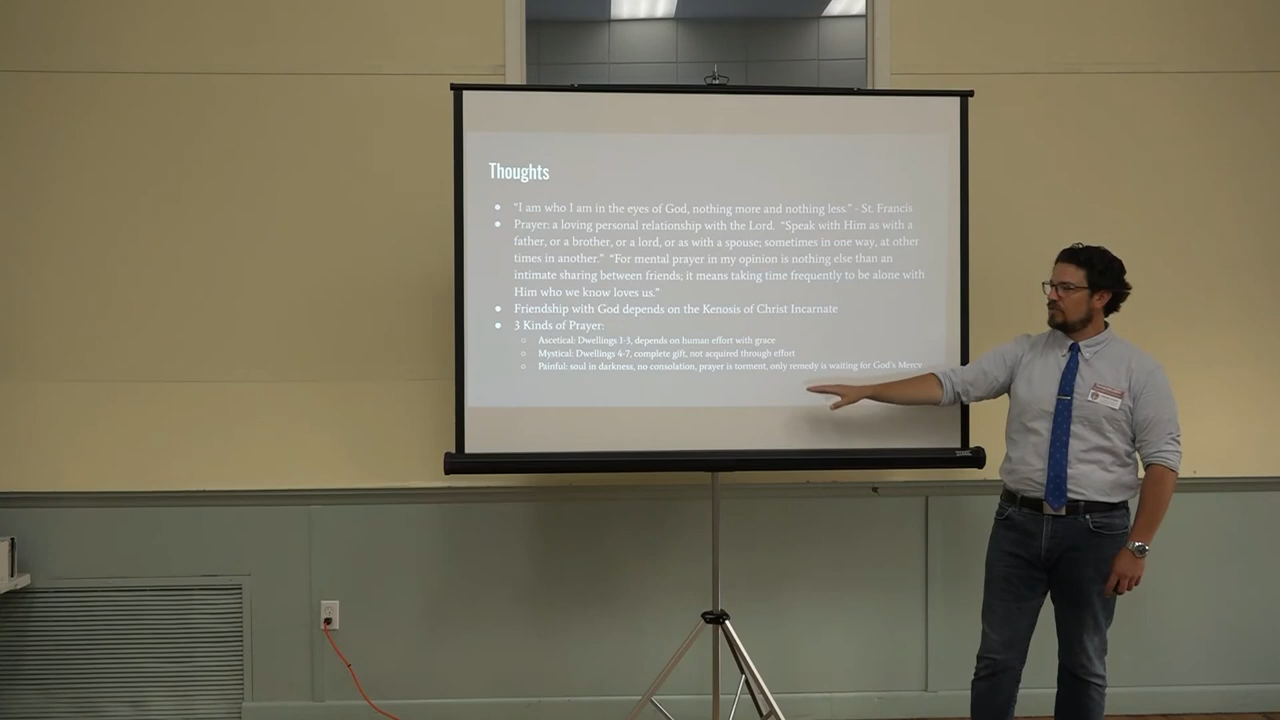 Thoughts
● "I am who I am in the eyes of God, nothing more and nothing less." - St. Francis
● Prayer: a loving personal relationship with the Lord. "Speak with Him as with a
father, or a brother, or a lord, or as with a spouse; sometimes in one way, at other
times in another." "For mental prayer in my opinion is nothing else than an
intimate sharing between friends; it means taking time frequently to be alone with
Him who we know loves us."
● Friendship with God depends on the Kenosis of Christ Incarnate
● 3 Kinds of Prayer:
○ Ascetical: Dwellings 1-3, depends on human effort with grace
○ Mystical: Dwellings 4-7, complete gift, not acquired through effort
○ Painful: soul in darkness, no consolation, prayer is torment, only remedy is waiting for God's Mercy